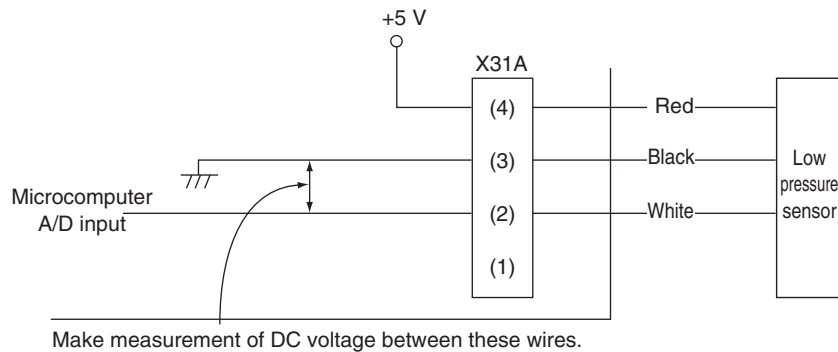 +5 V
X31A
(4)
Red
(3)
Black
Low
pressure
sensor
Microcomputer
A/D input
(2)
White
(1)
Make measurement of DC voltage between these wires.